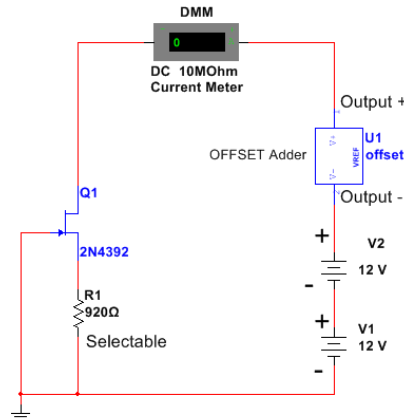 DMM
0
DC 10MOhm
Current Meter
Output +
OFFSET Adder
V+
V-
VREF
U1
offset
Output -
Q1
2N4392
+
V2
12 V
-
R1
920Ω
Selectable
+
V1
12 V
-